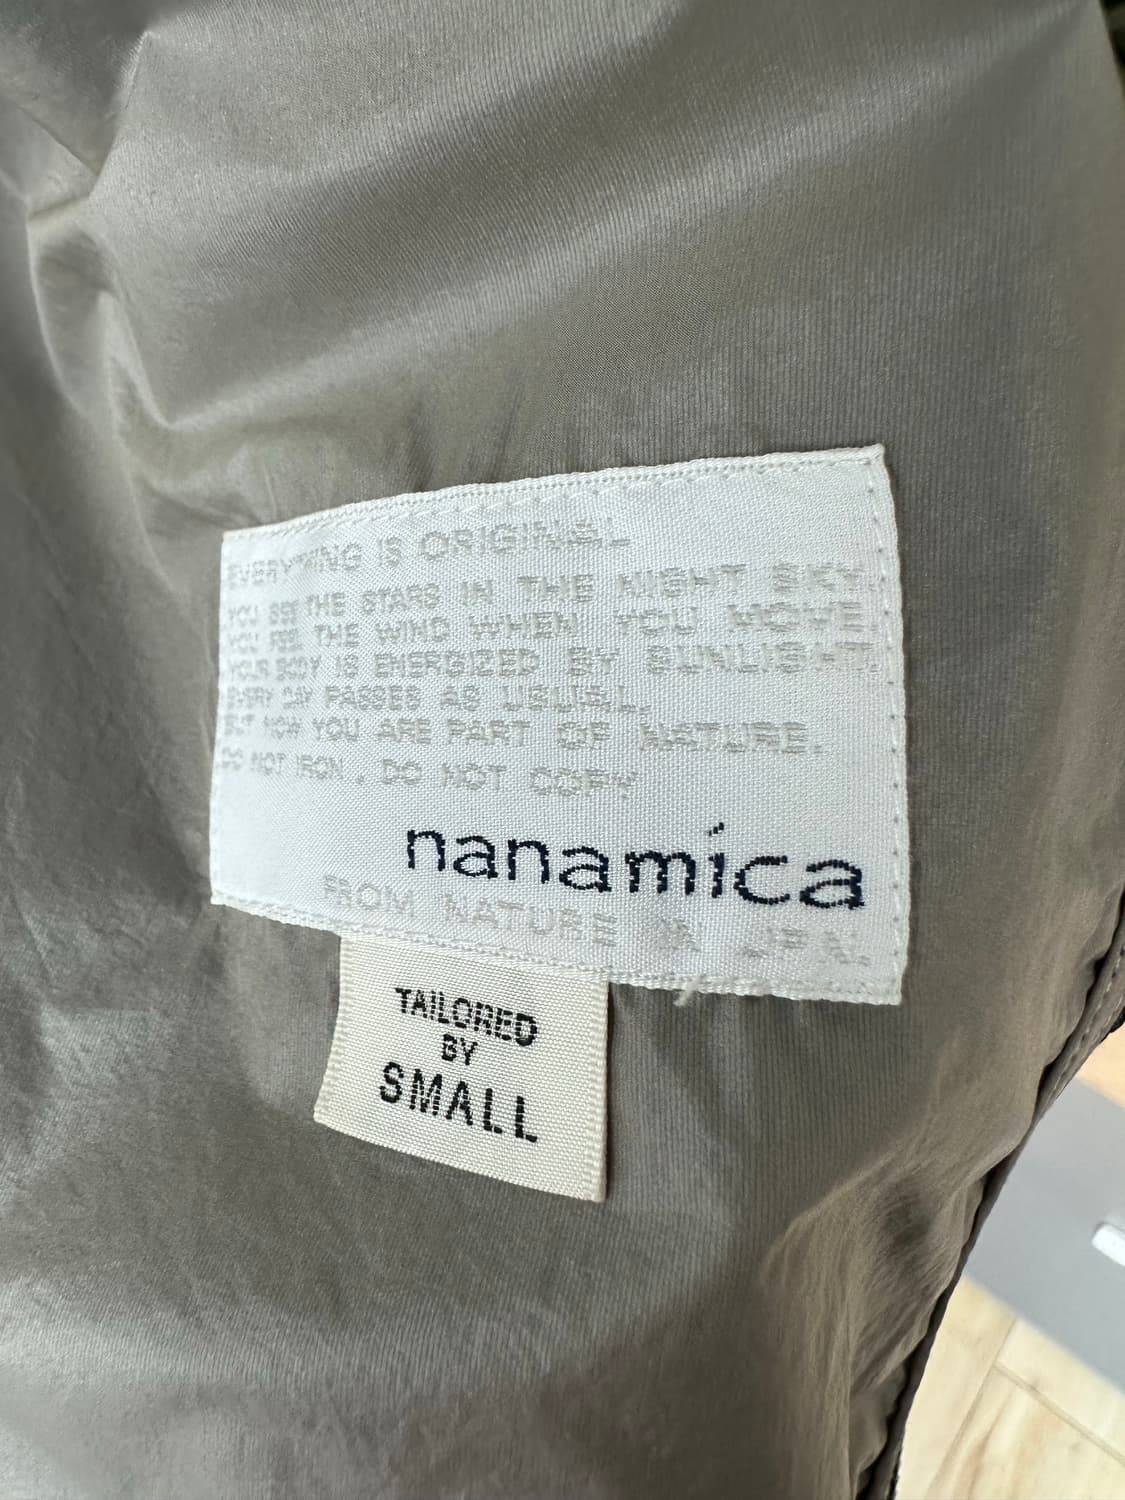 EVERYTHING IS ORIGINAL
YOU SEE THE STARS IN THE NIGHT SKY.
YOU FEEL THE WIND WHEN YOU MOVE.
YOUR BODY IS ENERGIZED BY SUNLIGHT.
EVERY DAY PASSES AS USUAL,
BUT NOW YOU ARE PART OF NATURE.
DO NOT IRON . DO NOT COPY
nanamica
FROM NATURE
TAILORED
BY
SMALL